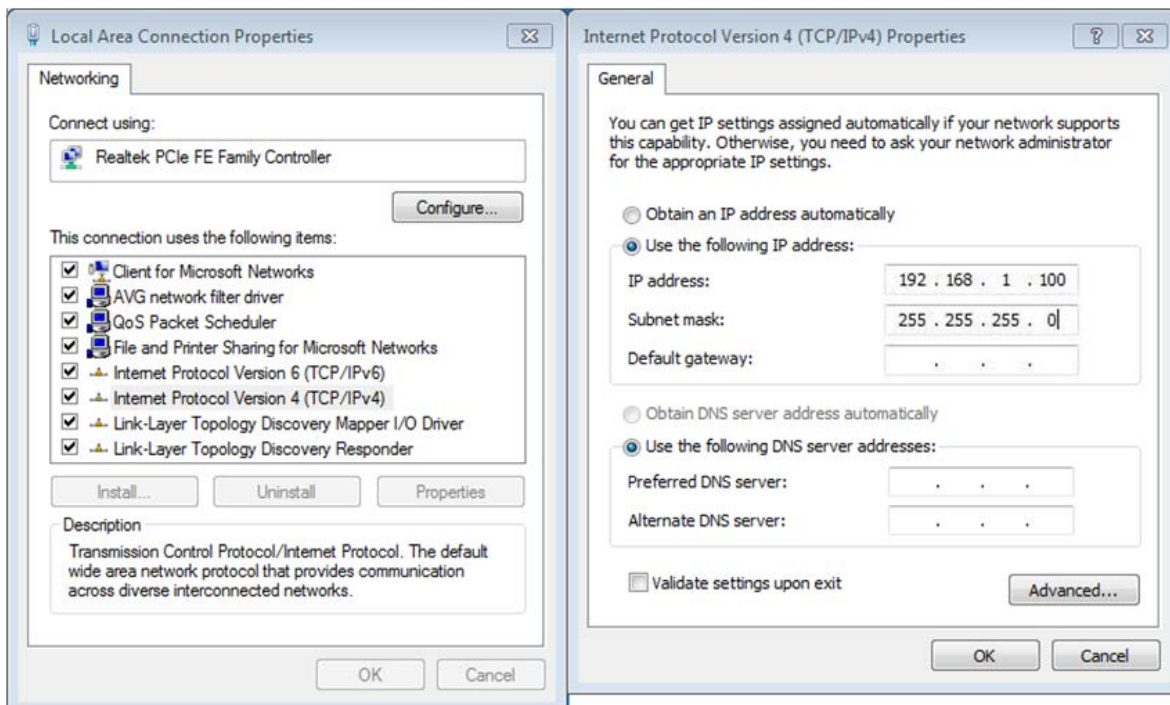 Local Area Connection Properties
Networking
Connect using:
Realtek PCIe FE Family Controller
Configure...
This connection uses the following items:
Client for Microsoft Networks
AVG network filter driver
QoS Packet Scheduler
File and Printer Sharing for Microsoft Networks
Internet Protocol Version 6 (TCP/IPv6)
Internet Protocol Version 4 (TCP/IPv4)
Link-Layer Topology Discovery Mapper I/O Driver
Link-Layer Topology Discovery Responder
Install... Uninstall Properties
Description
Transmission Control Protocol/Internet Protocol. The default
wide area network protocol that provides communication
across diverse interconnected networks.
OK Cancel
Internet Protocol Version 4 (TCP/IPv4) Properties
?
General
You can get IP settings assigned automatically if your network supports
this capability. Otherwise, you need to ask your network administrator
for the appropriate IP settings.
Obtain an IP address automatically
Use the following IP address:
IP address: 192 . 168 . 1 . 100
Subnet mask: 255 . 255 . 255 . 0
Default gateway: . . .
Obtain DNS server address automatically
Use the following DNS server addresses:
Preferred DNS server: . . .
Alternate DNS server: . . .
Validate settings upon exit
Advanced...
OK Cancel